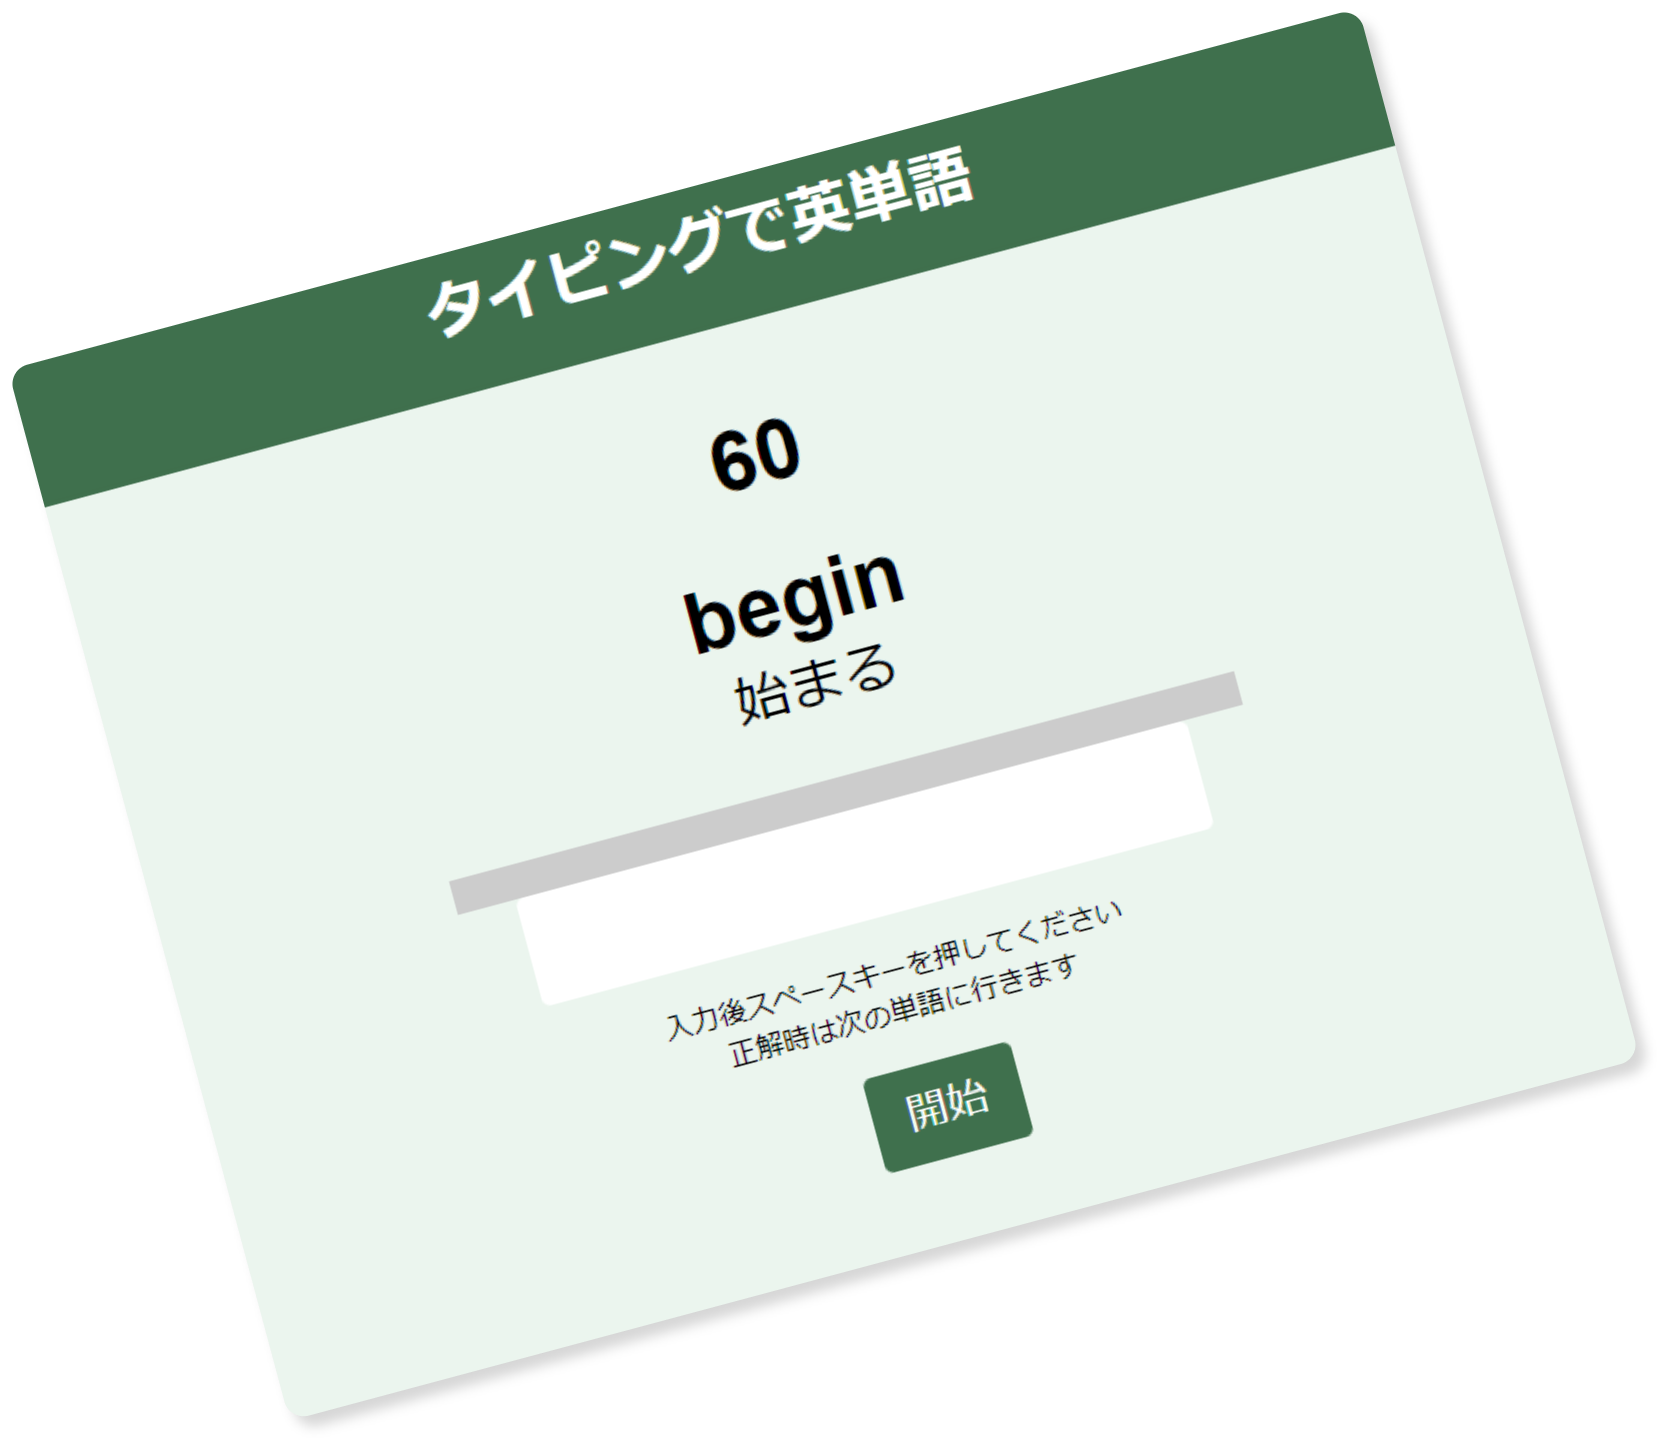 タイピングで英単語
60
begin
始まる
入力後スペースキーを押してください
正解時は次の単語に行きます
開始